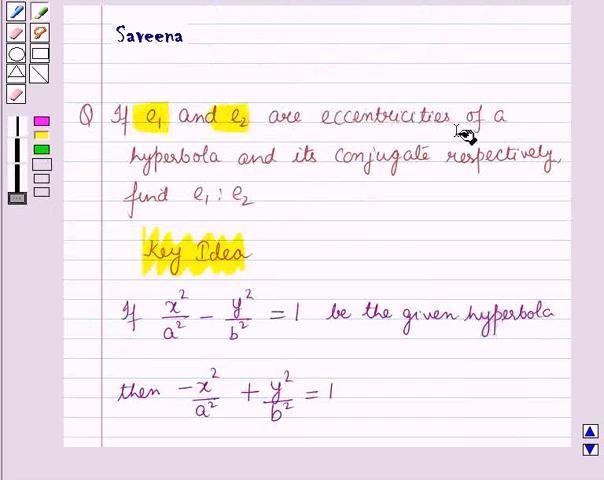 Saveena
Q If e₁ and e₂ are eccentricities of a
hyperbola and its conjugate respectively,
find e₁ : e₂
Key Idea
If x²/a² - y²/b² = 1 be the given hyperbola
then -x²/a² + y²/b² = 1